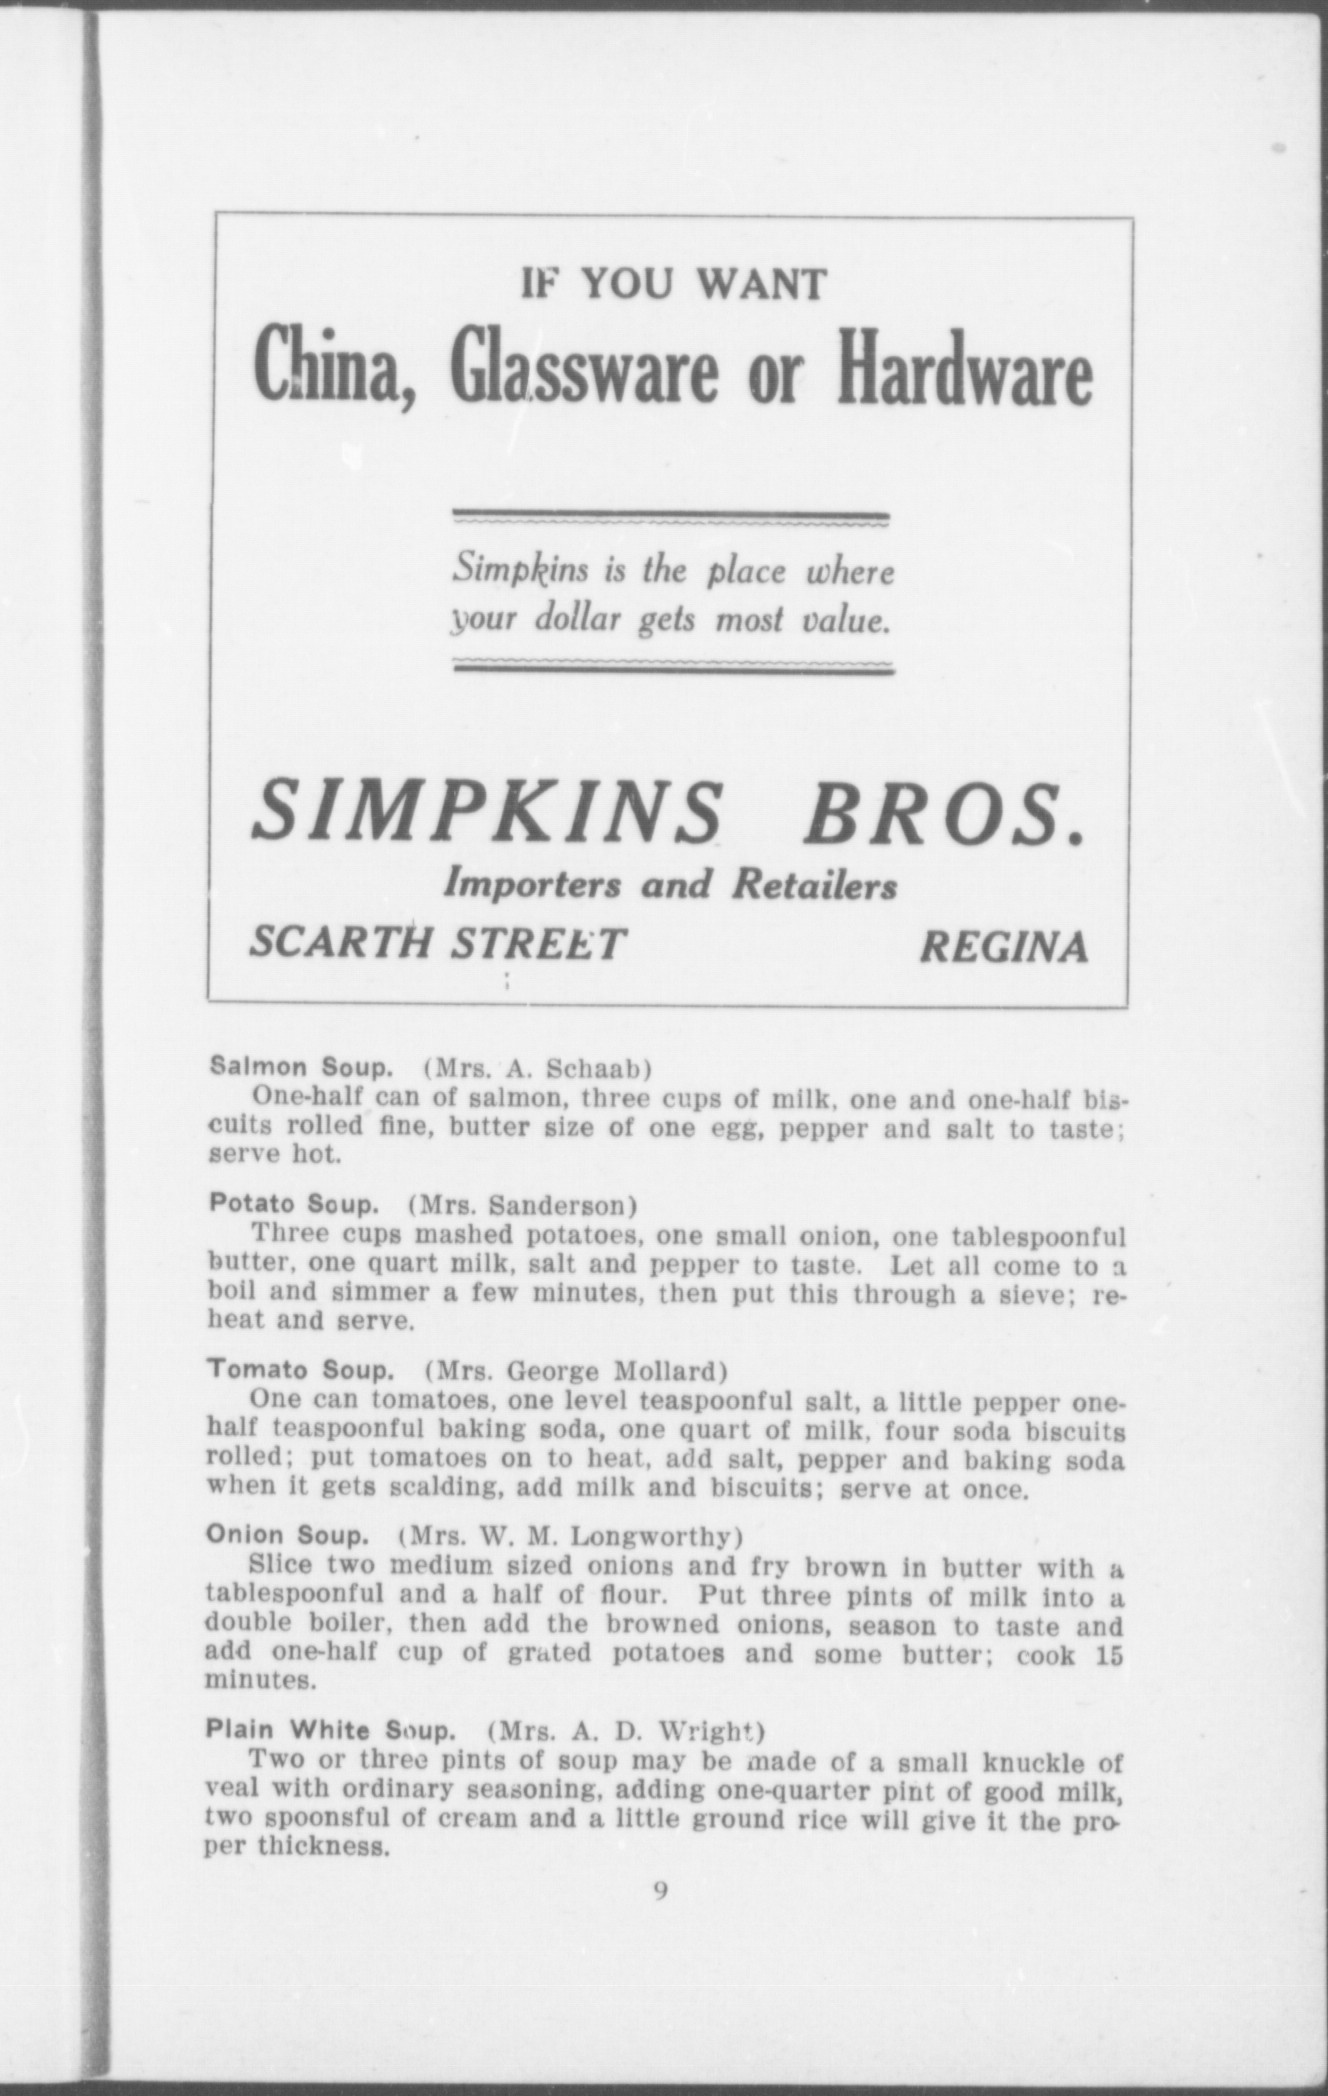 IF YOU WANT
China, Glassware or Hardware
Simpkins is the place where
your dollar gets most value.
SIMPKINS BROS.
Importers and Retailers
SCARTH STREET REGINA
Salmon Soup. (Mrs. A. Schaab)
One-half can of salmon, three cups of milk, one and one-half bis-
cuits rolled fine, butter size of one egg, pepper and salt to taste;
serve hot.
Potato Soup. (Mrs. Sanderson)
Three cups mashed potatoes, one small onion, one tablespoonful
butter, one quart milk, salt and pepper to taste. Let all come to a
boil and simmer a few minutes, then put this through a sieve; re-
heat and serve.
Tomato Soup. (Mrs. George Mollard)
One can tomatoes, one level teaspoonful salt, a little pepper one-
half teaspoonful baking soda, one quart of milk, four soda biscuits
rolled; put tomatoes on to heat, add salt, pepper and baking soda
when it gets scalding, add milk and biscuits; serve at once.
Onion Soup. (Mrs. W. M. Longworthy)
Slice two medium sized onions and fry brown in butter with a
tablespoonful and a half of flour. Put three pints of milk into a
double boiler, then add the browned onions, season to taste and
add one-half cup of grated potatoes and some butter; cook 15
minutes.
Plain White Soup. (Mrs. A. D. Wright)
Two or three pints of soup may be made of a small knuckle of
veal with ordinary seasoning, adding one-quarter pint of good milk,
two spoonsful of cream and a little ground rice will give it the pro-
per thickness.
9